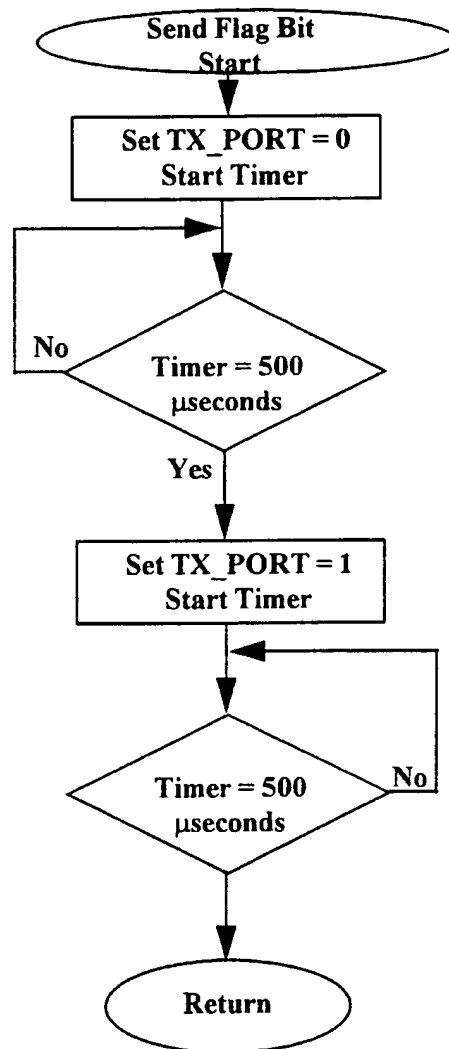 Send Flag Bit
Start
Set TX_PORT = 0
Start Timer
No
Timer = 500
μseconds
Yes
Set TX_PORT = 1
Start Timer
Timer = 500
μseconds
No
Return